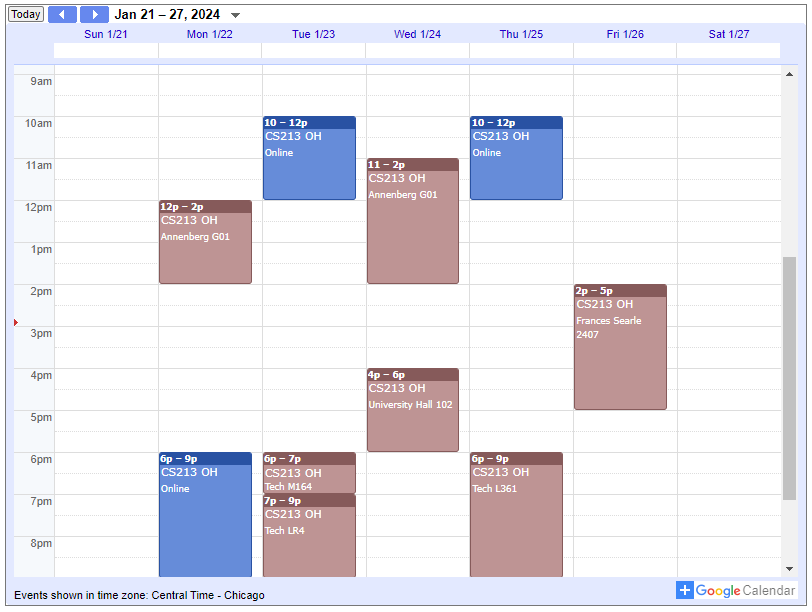 Today Jan 21 – 27, 2024
Sun 1/21 Mon 1/22 Tue 1/23 Wed 1/24 Thu 1/25 Fri 1/26 Sat 1/27
9am
10am
11am
12pm
1pm
2pm
3pm
4pm
5pm
6pm
7pm
8pm
12p – 2p
CS213 OH
Annenberg G01
6p – 9p
CS213 OH
Online
10 – 12p
CS213 OH
Online
6p – 7p
CS213 OH
Tech M164
7p – 9p
CS213 OH
Tech LR4
11 – 2p
CS213 OH
Annenberg G01
4p – 6p
CS213 OH
University Hall 102
10 – 12p
CS213 OH
Online
6p – 9p
CS213 OH
Tech L361
2p – 5p
CS213 OH
Frances Searle
2407
Events shown in time zone: Central Time - Chicago
Google Calendar